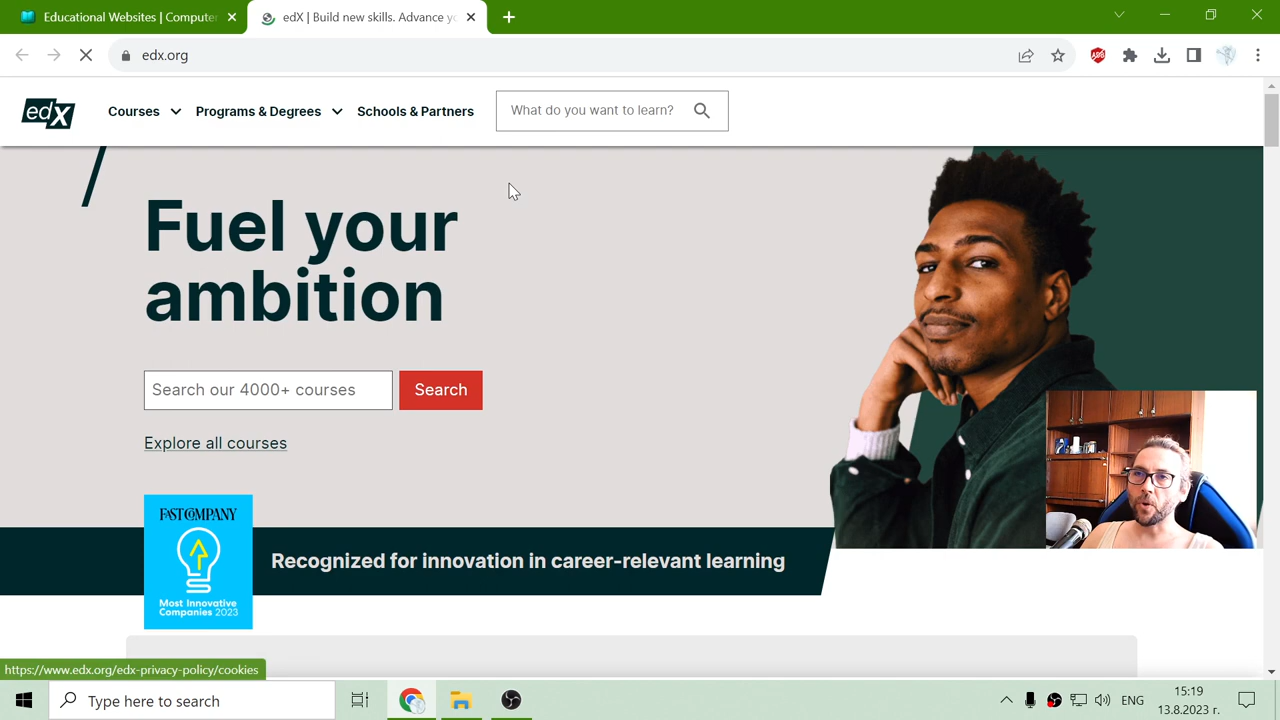 Educational Websites | Computer
edX | Build new skills. Advance yo
edx.org
ABP
edX
Courses
Programs & Degrees
Schools & Partners
What do you want to learn?
Fuel your
ambition
Search our 4000+ courses
Search
Explore all courses
FAST COMPANY
Most Innovative
Companies 2023
Recognized for innovation in career-relevant learning
https://www.edx.org/edx-privacy-policy/cookies
Type here to search
ENG
15:19
13.8.2023 г.